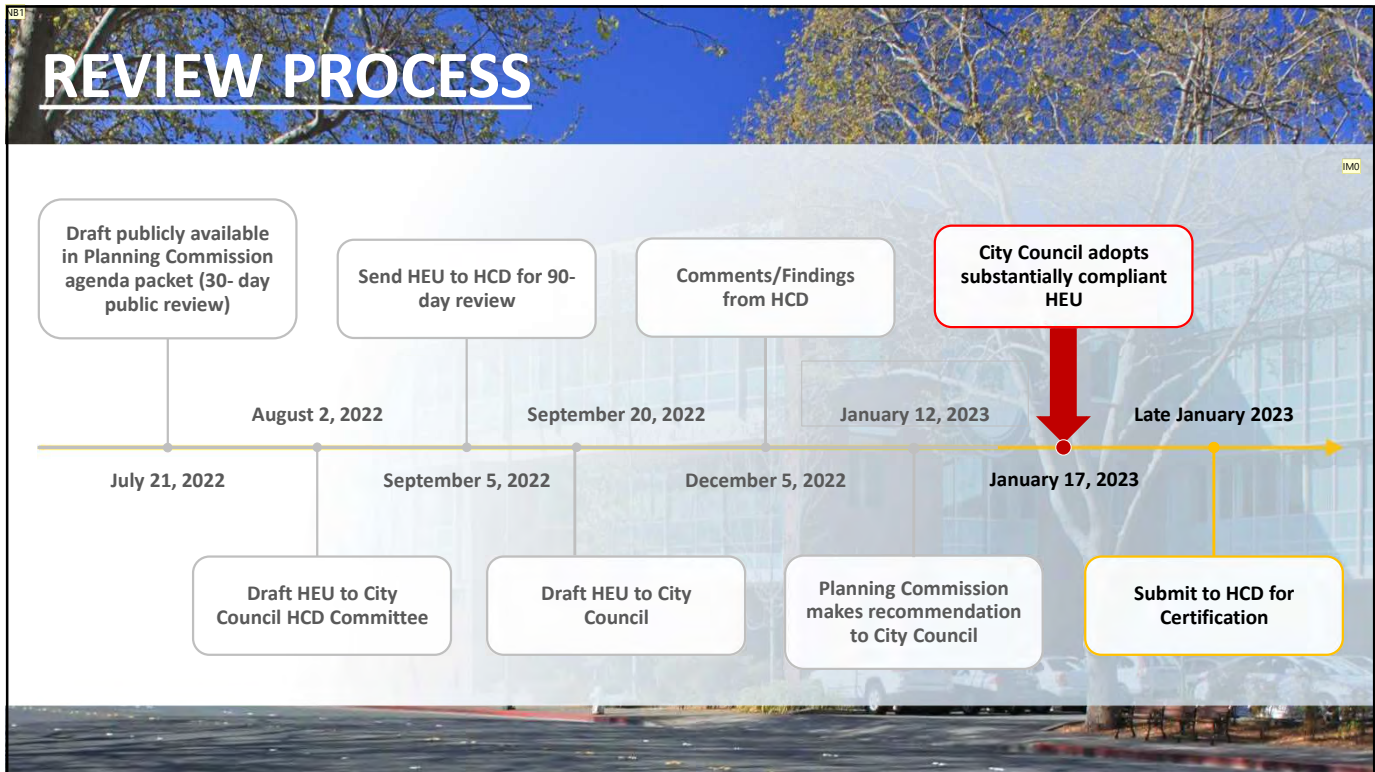 NB1
REVIEW PROCESS
IM0
Draft publicly available
in Planning Commission
agenda packet (30- day
public review)
Send HEU to HCD for 90-
day review
Comments/Findings
from HCD
City Council adopts
substantially compliant
HEU
August 2, 2022
September 20, 2022
January 12, 2023
Late January 2023
July 21, 2022
September 5, 2022
December 5, 2022
January 17, 2023
Draft HEU to City
Council HCD Committee
Draft HEU to City
Council
Planning Commission
makes recommendation
to City Council
Submit to HCD for
Certification